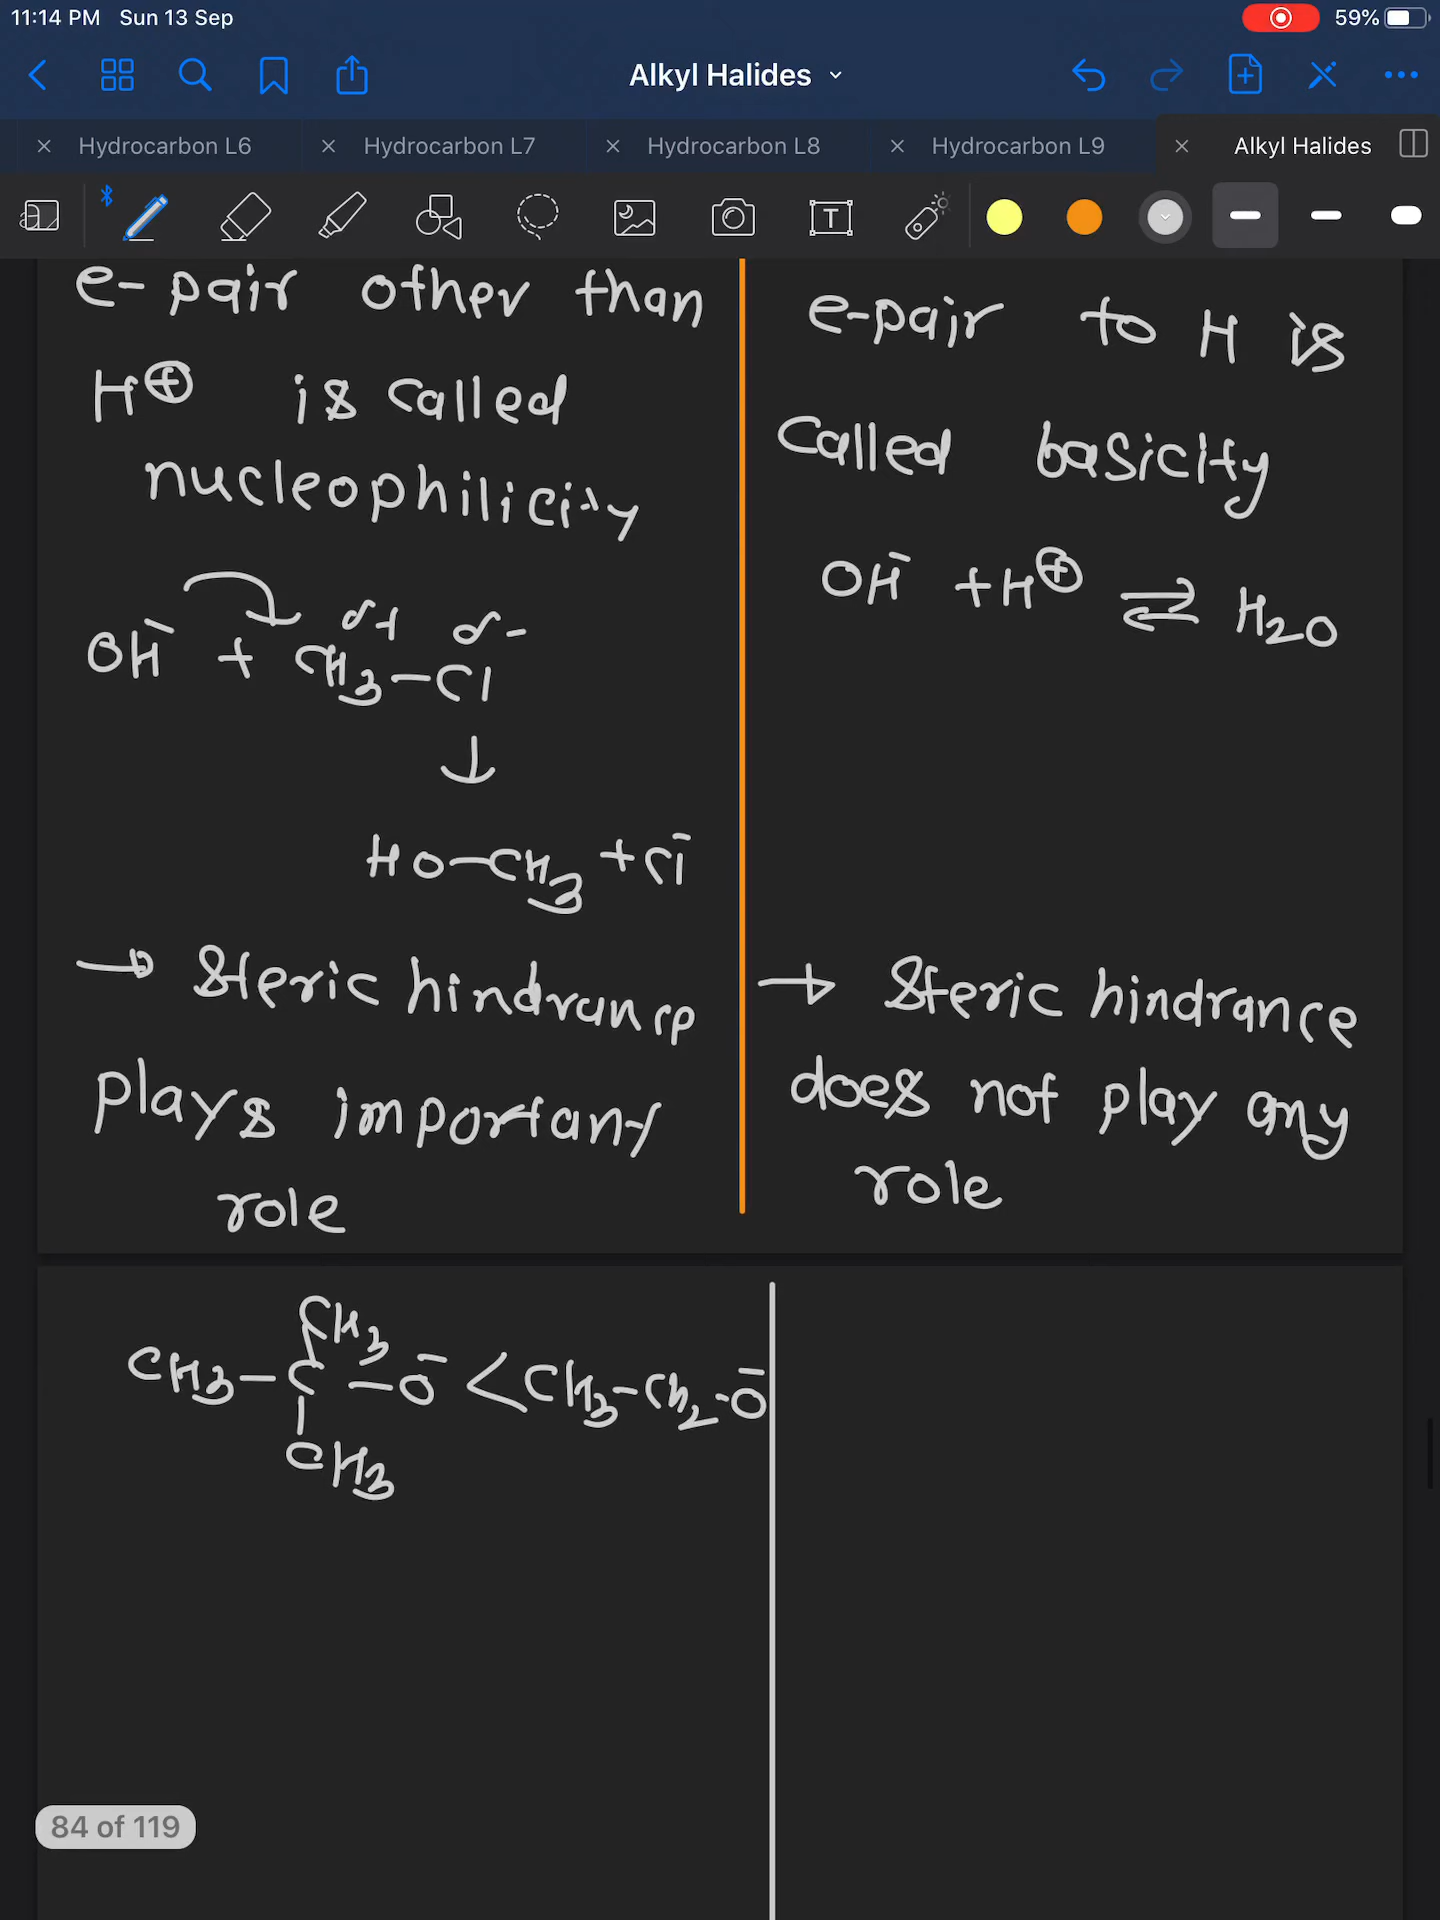 11:14 PM Sun 13 Sep
59%
Alkyl Halides
Hydrocarbon L6
Hydrocarbon L7
Hydrocarbon L8
Hydrocarbon L9
Alkyl Halides
e- pair other than
H⊕ is called
nucleophilicity
OH⁻ + CH₃–Cl
δ+ δ-
↓
HO–CH₃ + Cl⁻
→ Steric hindrance
plays important
role
e-pair to H is
called basicity
OH⁻ + H⊕ ⇌ H₂O
→ Steric hindrance
does not play any
role
CH₃
CH₃–C–O⁻ < CH₃–CH₂–O⁻
CH₃
84 of 119